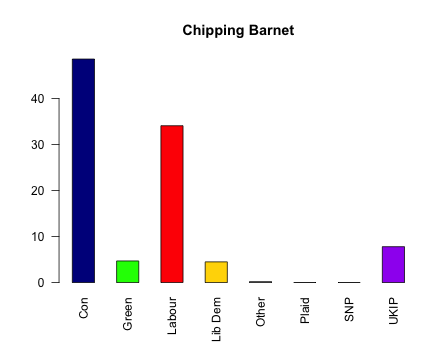 Chipping Barnet
40
30
20
10
0
Con
Green
Labour
Lib Dem
Other
Plaid
SNP
UKIP